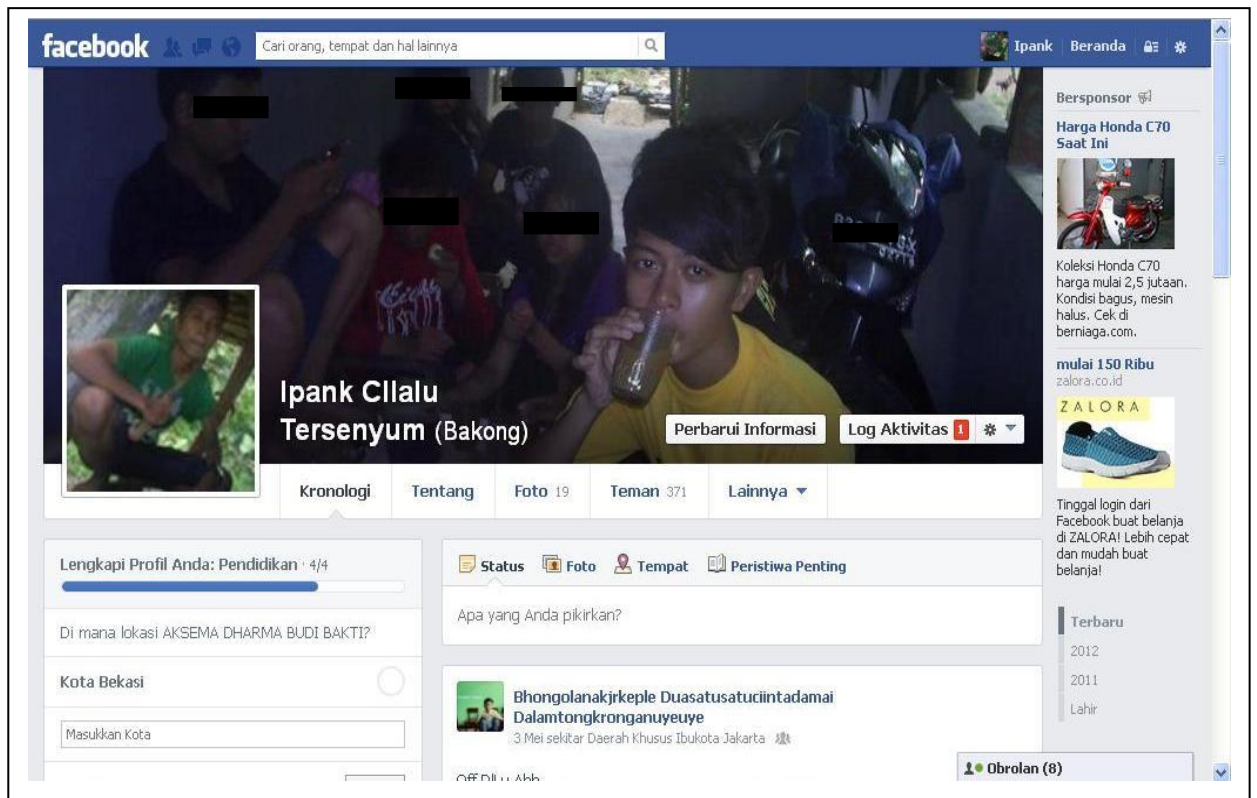 facebook
Cari orang, tempat dan hal lainnya
Ipank
Beranda
Ipank CIlalu
Tersenyum (Bakong)
Perbarui Informasi
Log Aktivitas 1
Kronologi
Tentang
Foto 19
Teman 371
Lainnya
Lengkapi Profil Anda: Pendidikan · 4/4
Di mana lokasi AKSEMA DHARMA BUDI BAKTI?
Kota Bekasi
Masukkan Kota
Status
Foto
Tempat
Peristiwa Penting
Apa yang Anda pikirkan?
Bhongolanakjrkeple Duasatusatuciintadamai
Dalamtongkronganuyeuye
3 Mei sekitar Daerah Khusus Ibukota Jakarta
Bersponsor
Harga Honda C70
Saat Ini
Koleksi Honda C70
harga mulai 2,5 jutaan.
Kondisi bagus, mesin
halus. Cek di
berniaga.com.
mulai 150 Ribu
zalora.co.id
ZALORA
Tinggal login dari
Facebook buat belanja
di ZALORA! Lebih cepat
dan mudah buat
belanja!
Terbaru
2012
2011
Lahir
Obrolan (8)